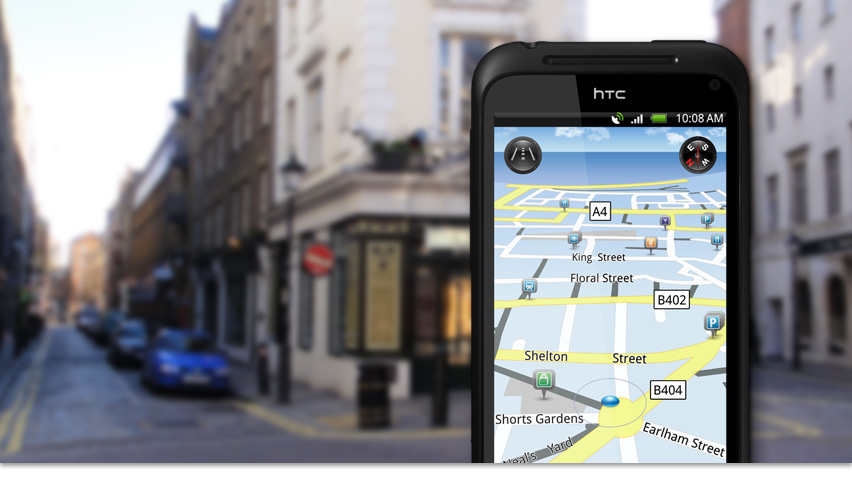 hTC
10:08 AM
E
S
N
W
A4
King Street
Floral Street
B402
P
Shelton Street
B404
Shorts Gardens
Earlham Street
Neal's Yard